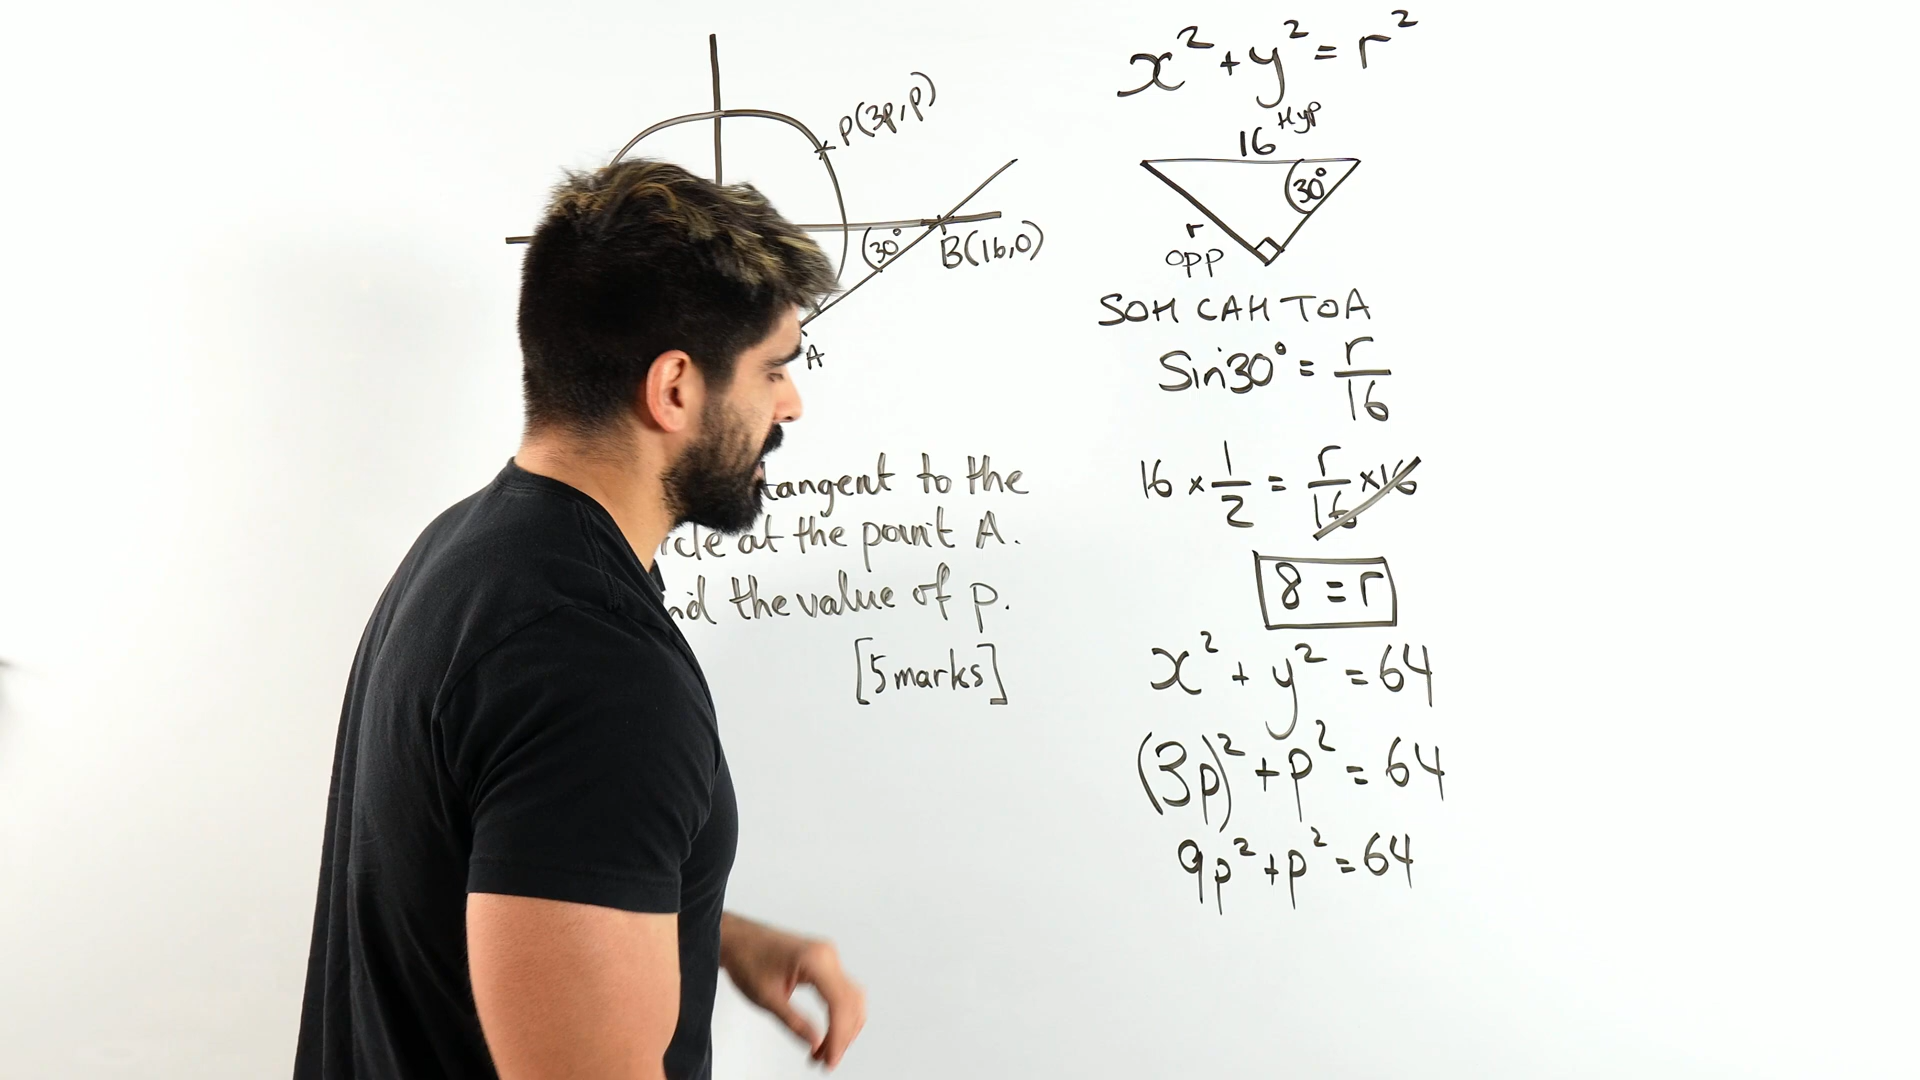 P(3p,p)
30°
B(16,0)
A
tangent to the
at the point A.
the value of p.
[5 marks]
x² + y² = r²
16 Hyp
30°
r
opp
SOH CAH TOA
Sin30° = r/16
16 × 1/2 = r/16 × 16
8 = r
x² + y² = 64
(3p)² + p² = 64
9p² + p² = 64